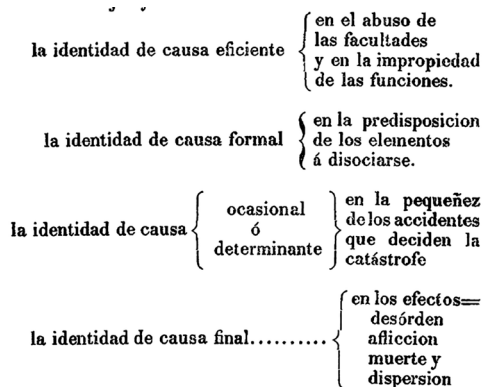 la identidad de causa eficiente { en el abuso de
las facultades
y en la impropiedad
de las funciones.
la identidad de causa formal { en la predisposicion
de los elementos
á disociarse.
la identidad de causa { ocasional
ó
determinante } en la pequeñez
de los accidentes
que deciden la
catástrofe
la identidad de causa final.......... { en los efectos=
desórden
afliccion
muerte y
dispersion